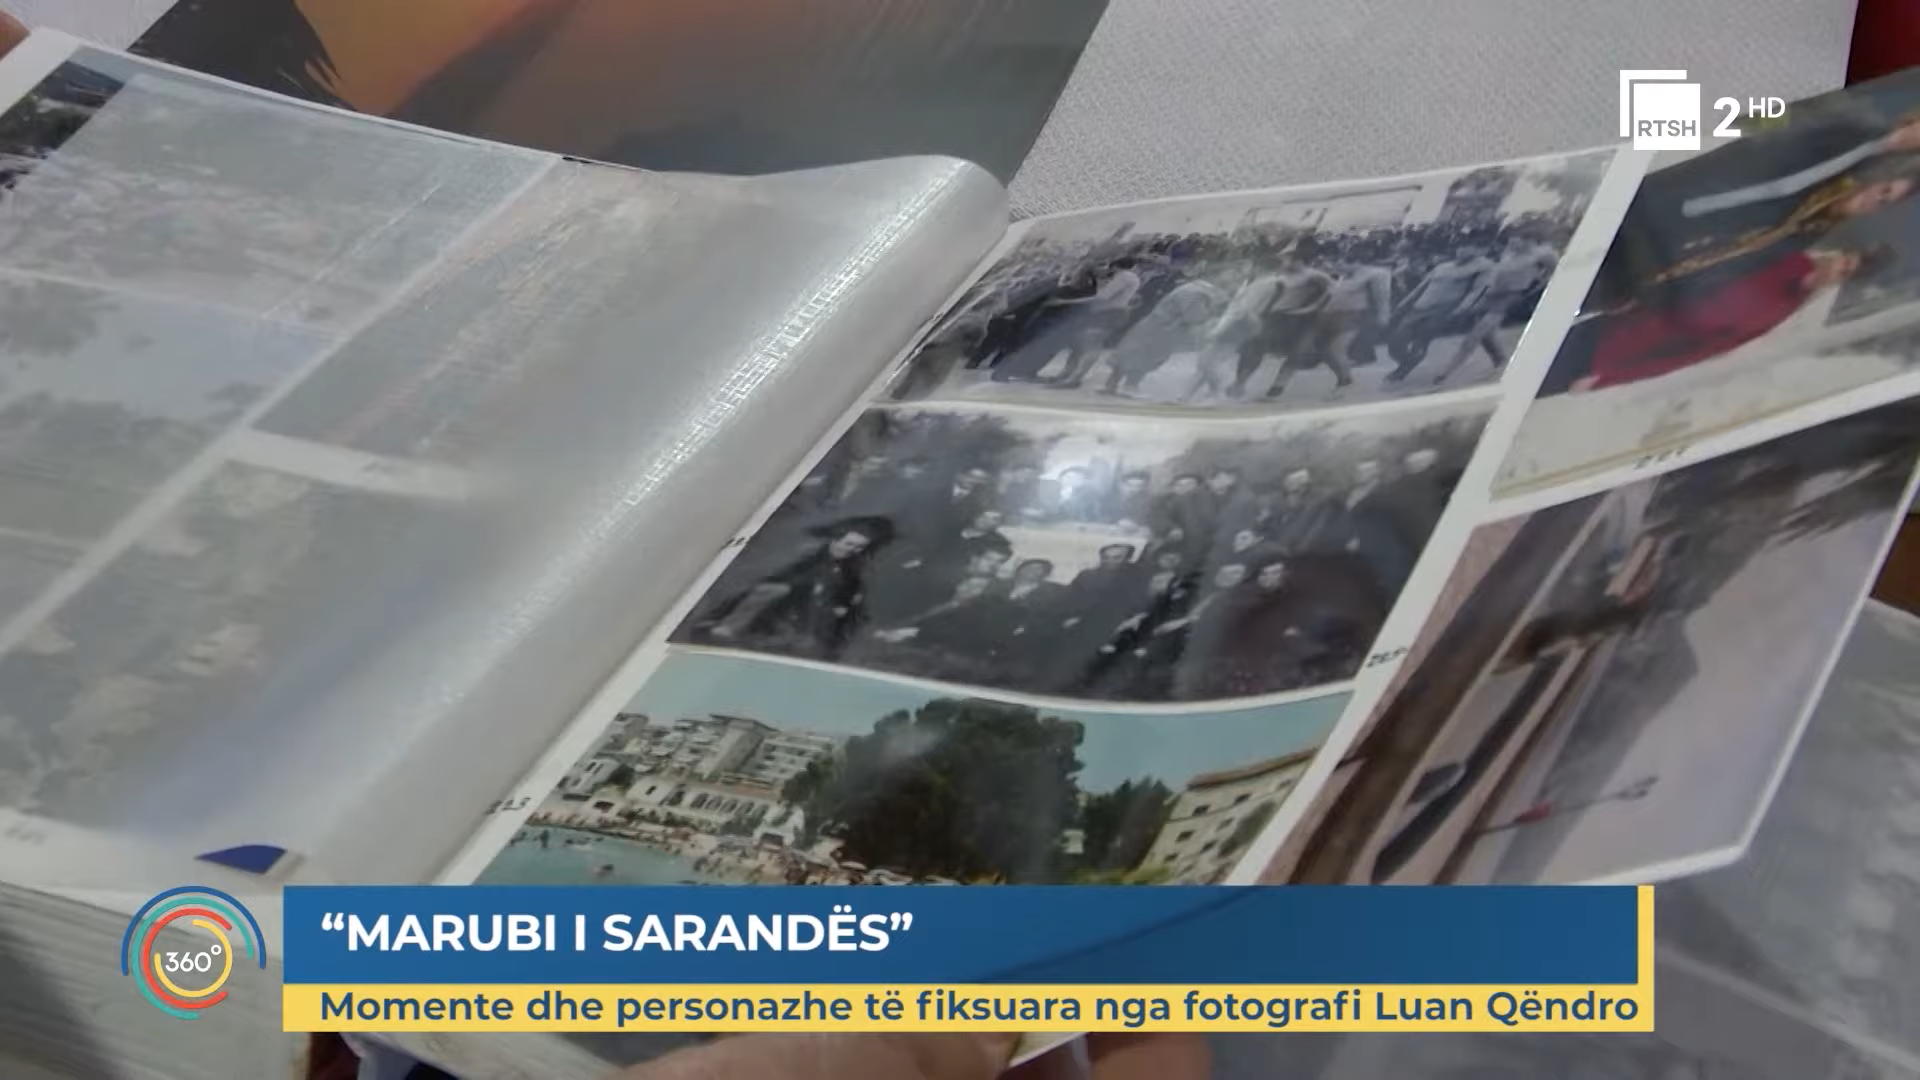 RTSH 2 HD
“MARUBI I SARANDËS”
360°
Momente dhe personazhe të fiksuara nga fotografi Luan Qëndro